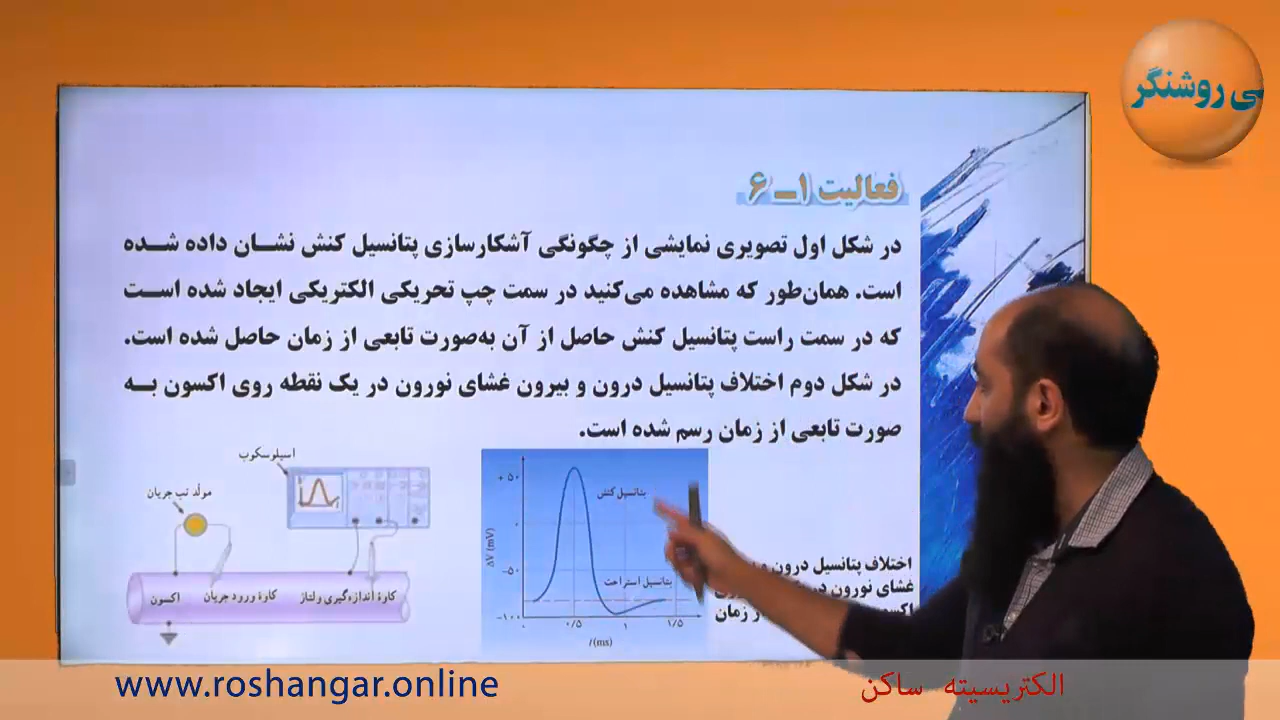 ی روشنگر
فعالیت ۱ــ۶
در شکل اول تصویری نمایشی از چگونگی آشکارسازی پتانسیل کنش نشان داده شده
است. همان‌طور که مشاهده می‌کنید در سمت چپ تحریکی الکتریکی ایجاد شده است
که در سمت راست پتانسیل کنش حاصل از آن به‌صورت تابعی از زمان حاصل شده است.
در شکل دوم اختلاف پتانسیل درون و بیرون غشای نورون در یک نقطه روی اکسون به
صورت تابعی از زمان رسم شده است.
اسیلوسکوپ
مولّد تپ جریان
اکسون
کارهٔ ورود جریان
کارهٔ اندازه‌گیری ولتاژ
+۵۰
۰
−۵۰
−۱۰۰
ΔV (mV)
پتانسیل کنش
پتانسیل استراحت
۰
۰/۵
۱
۱/۵
t (ms)
اختلاف پتانسیل درون و
غشای نورون در
زمان
www.roshangar.online
الکتریسیته ساکن